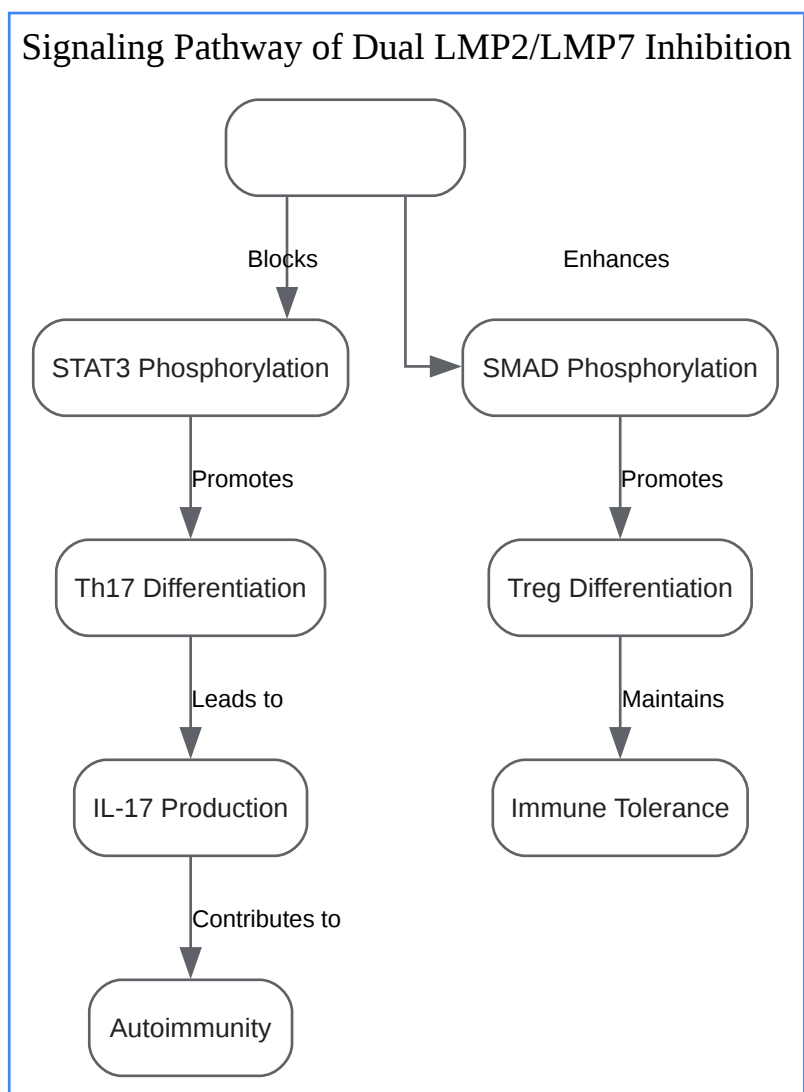 Signaling Pathway of Dual LMP2/LMP7 Inhibition
Blocks
Enhances
STAT3 Phosphorylation
SMAD Phosphorylation
Promotes
Promotes
Th17 Differentiation
Treg Differentiation
Leads to
Maintains
IL-17 Production
Immune Tolerance
Contributes to
Autoimmunity